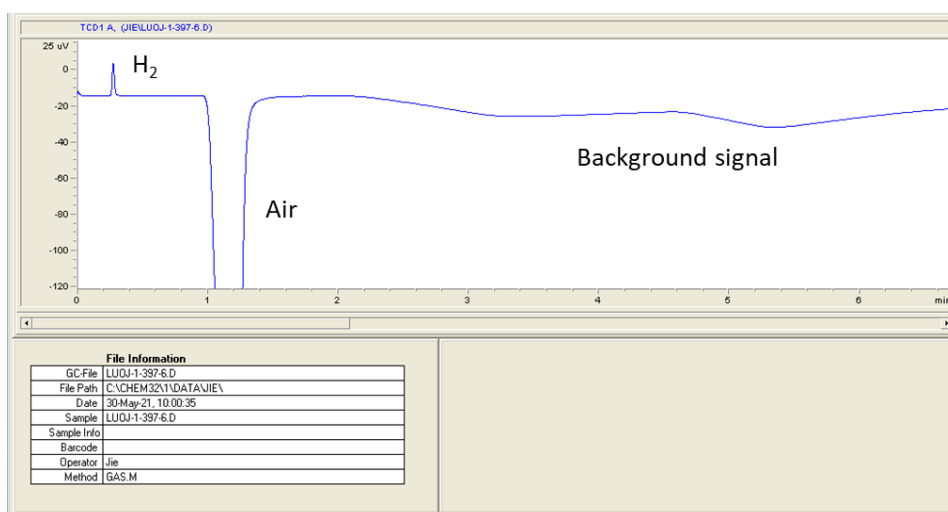 TCD1 A, (JIE\LUOJ-1-397-6.D)
25 uV
0
-20
-40
-60
-80
-100
-120
H2
Air
Background signal
0 1 2 3 4 5 6 min
File Information
GC-File LUOJ-1-397-6.D
File Path C:\CHEM32\1\DATA\JIE\
Date 30-May-21, 10:00:35
Sample LUOJ-1-397-6.D
Sample Info
Barcode
Operator Jie
Method GAS.M